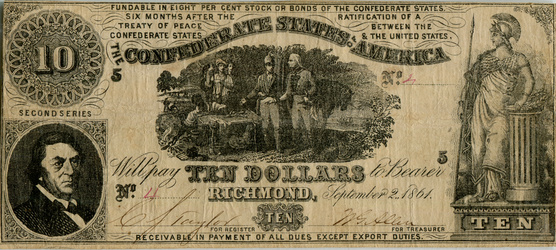 FUNDABLE IN EIGHT PER CENT STOCK OR BONDS OF THE CONFEDERATE STATES.
SIX MONTHS AFTER THE RATIFICATION OF A
TREATY OF PEACE BETWEEN THE
CONFEDERATE STATES & THE UNITED STATES,
THE CONFEDERATE STATES OF AMERICA
10
5
No.
SECOND SERIES
5
Will pay TEN DOLLARS to Bearer
No.
RICHMOND, September 2, 1861.
TEN
FOR REGISTER
FOR TREASURER
TEN
RECEIVABLE IN PAYMENT OF ALL DUES EXCEPT EXPORT DUTIES.